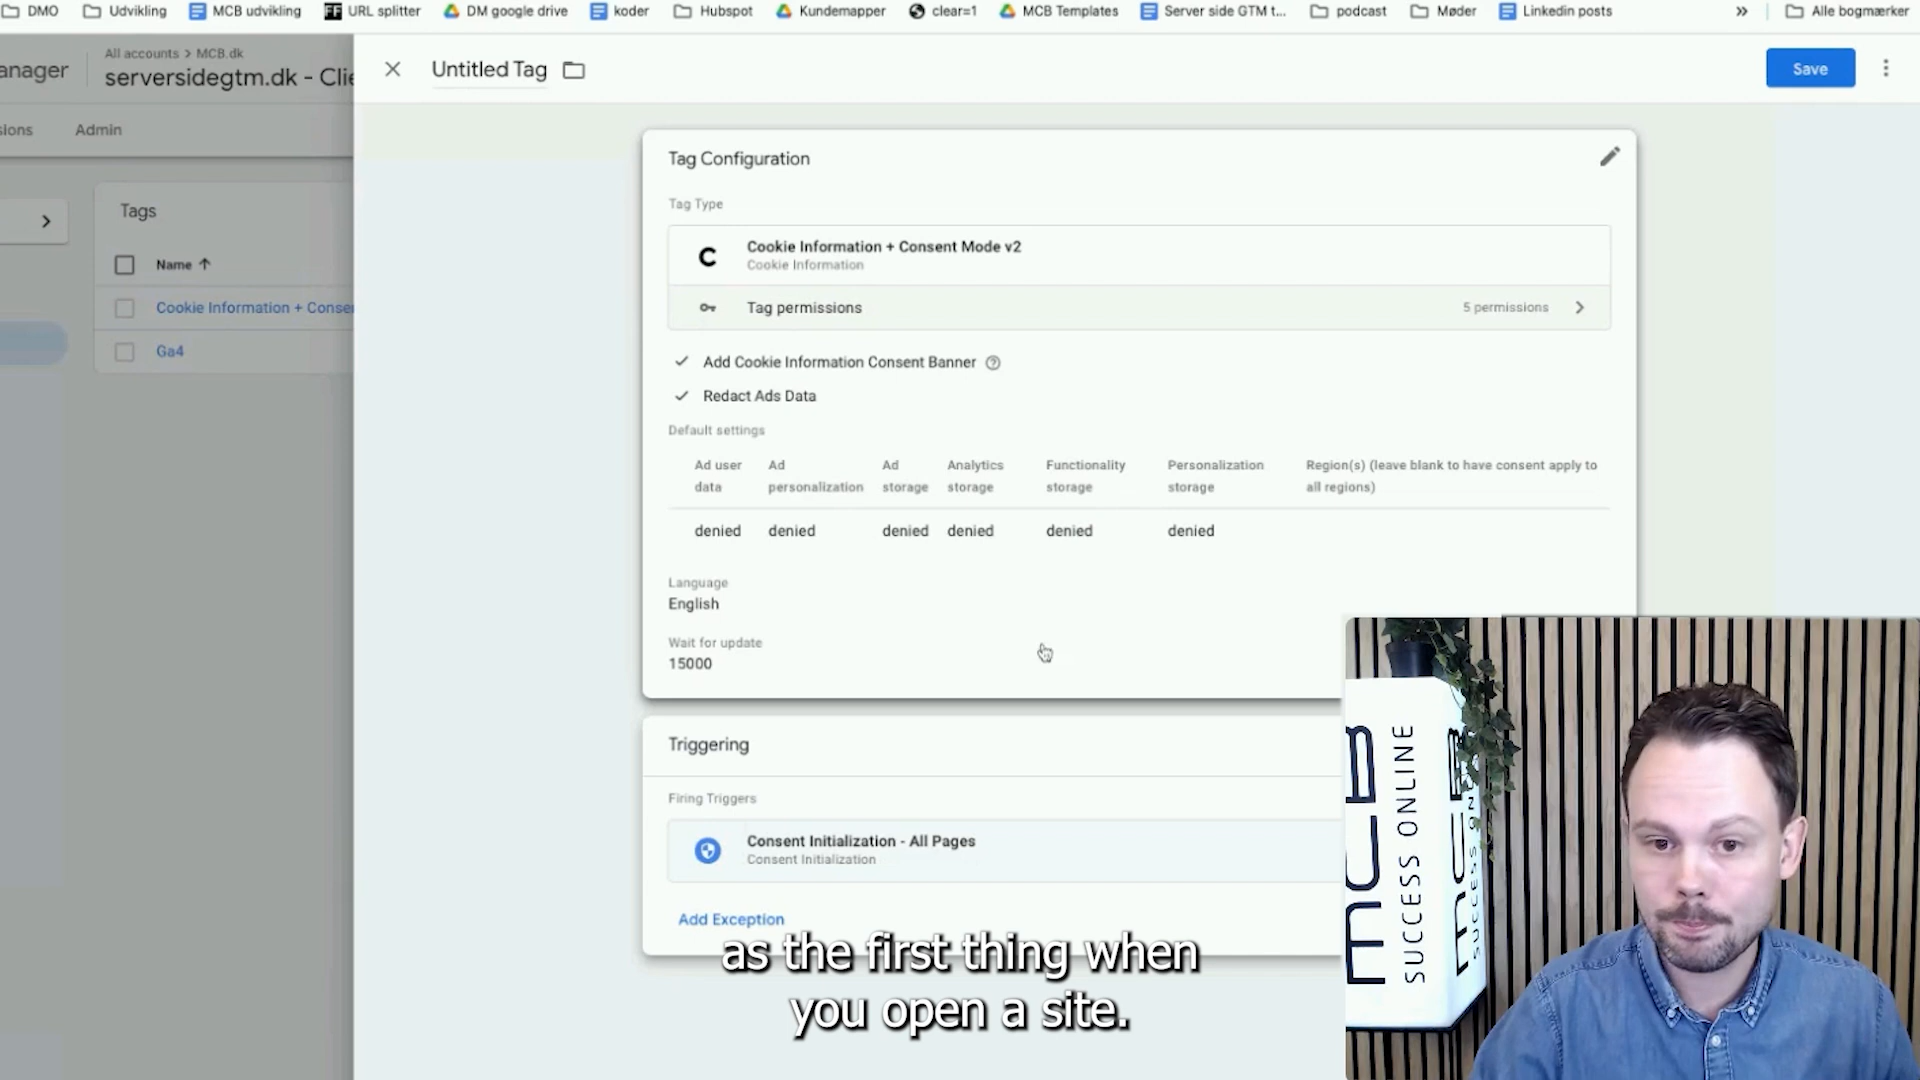 DMO
Udvikling
MCB udvikling
URL splitter
DM google drive
koder
Hubspot
Kundemapper
clear=1
MCB Templates
Server side GTM t...
podcast
Møder
Linkedin posts
»
Alle bogmærker
anager
All accounts > MCB.dk
serversidegtm.dk - Clie
Untitled Tag
Save
sions
Admin
Tags
Name ↑
Cookie Information + Conser
Ga4
Tag Configuration
Tag Type
C
Cookie Information + Consent Mode v2
Cookie Information
Tag permissions
5 permissions
Add Cookie Information Consent Banner
Redact Ads Data
Default settings
Ad user data
Ad personalization
Ad storage
Analytics storage
Functionality storage
Personalization storage
Region(s) (leave blank to have consent apply to all regions)
denied denied denied denied denied denied
Language
English
Wait for update
15000
Triggering
Firing Triggers
Consent Initialization - All Pages
Consent Initialization
Add Exception
as the first thing when
you open a site.
MCB
SUCCESS ONLINE
MCB
SUCCESS ONL